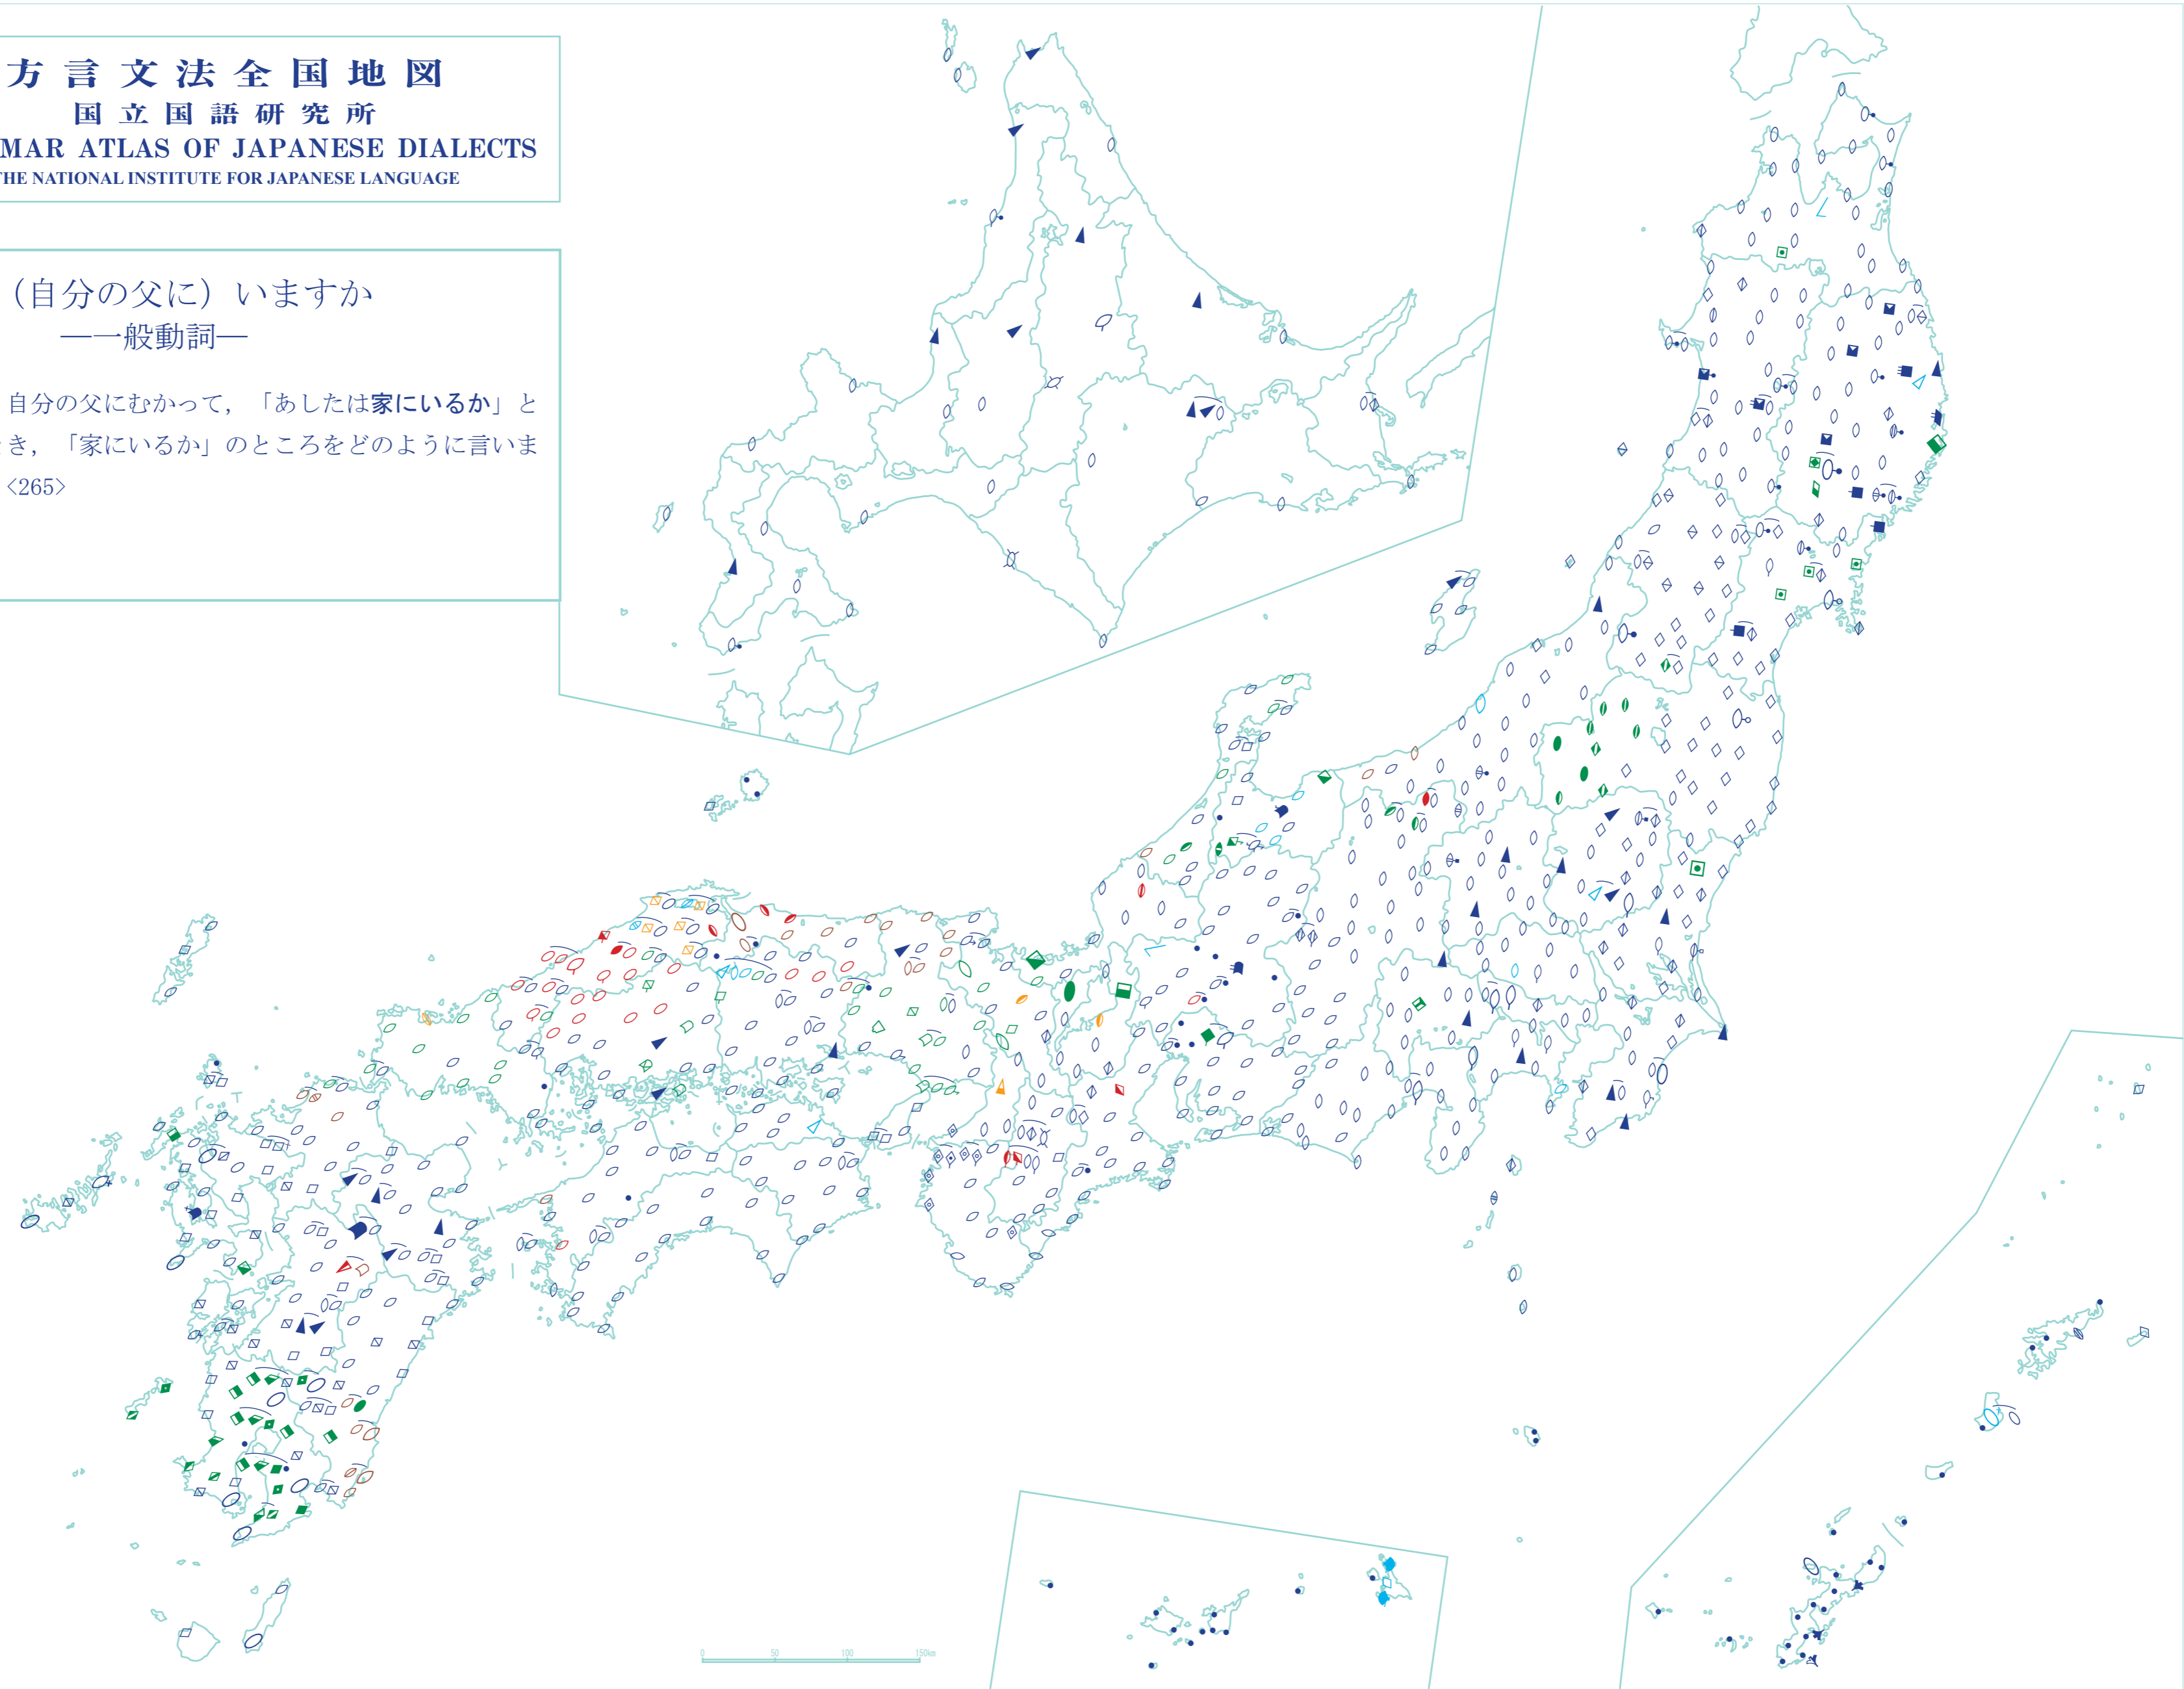 方言文法全国地図
国立国語研究所
MAR ATLAS OF JAPANESE DIALECTS
THE NATIONAL INSTITUTE FOR JAPANESE LANGUAGE
(自分の父に) いますか
―一般動詞―
自分の父にむかって，「あしたは家にいるか」と
き，「家にいるか」のところをどのように言いま
<265>
0 50 100 150km